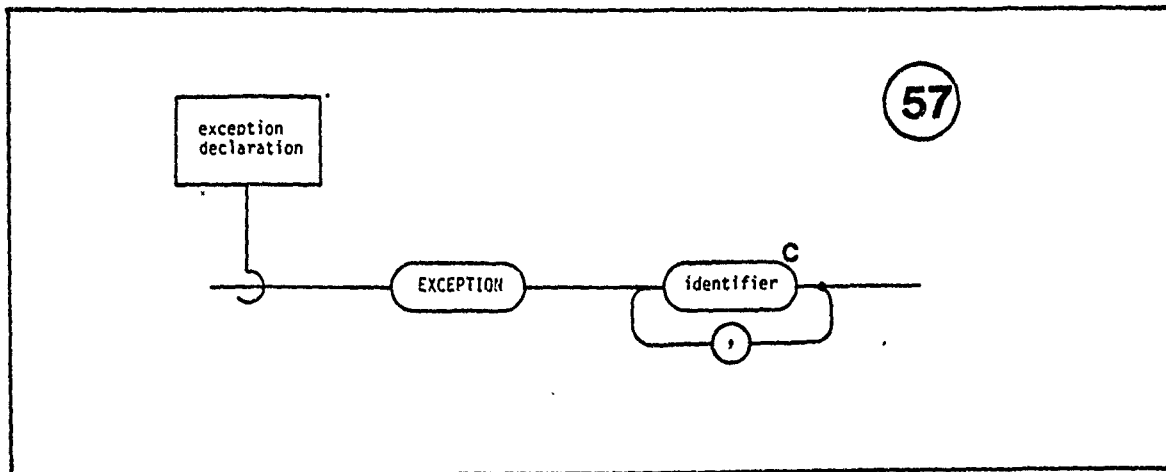 57
exception
declaration
C
EXCEPTION
identifier
,